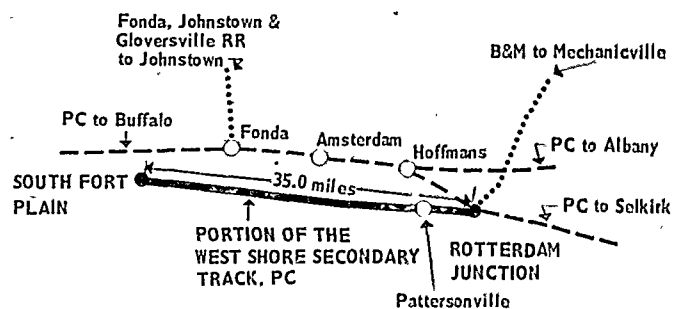 Fonda, Johnstown &
Gloversville RR
to Johnstown
B&M to Mechanicville
PC to Buffalo
Fonda
Amsterdam
Hoffmans
PC to Albany
35.0 miles
SOUTH FORT
PLAIN
PC to Selkirk
PORTION OF THE
WEST SHORE SECONDARY
TRACK, PC
ROTTERDAM
JUNCTION
Pattersonville